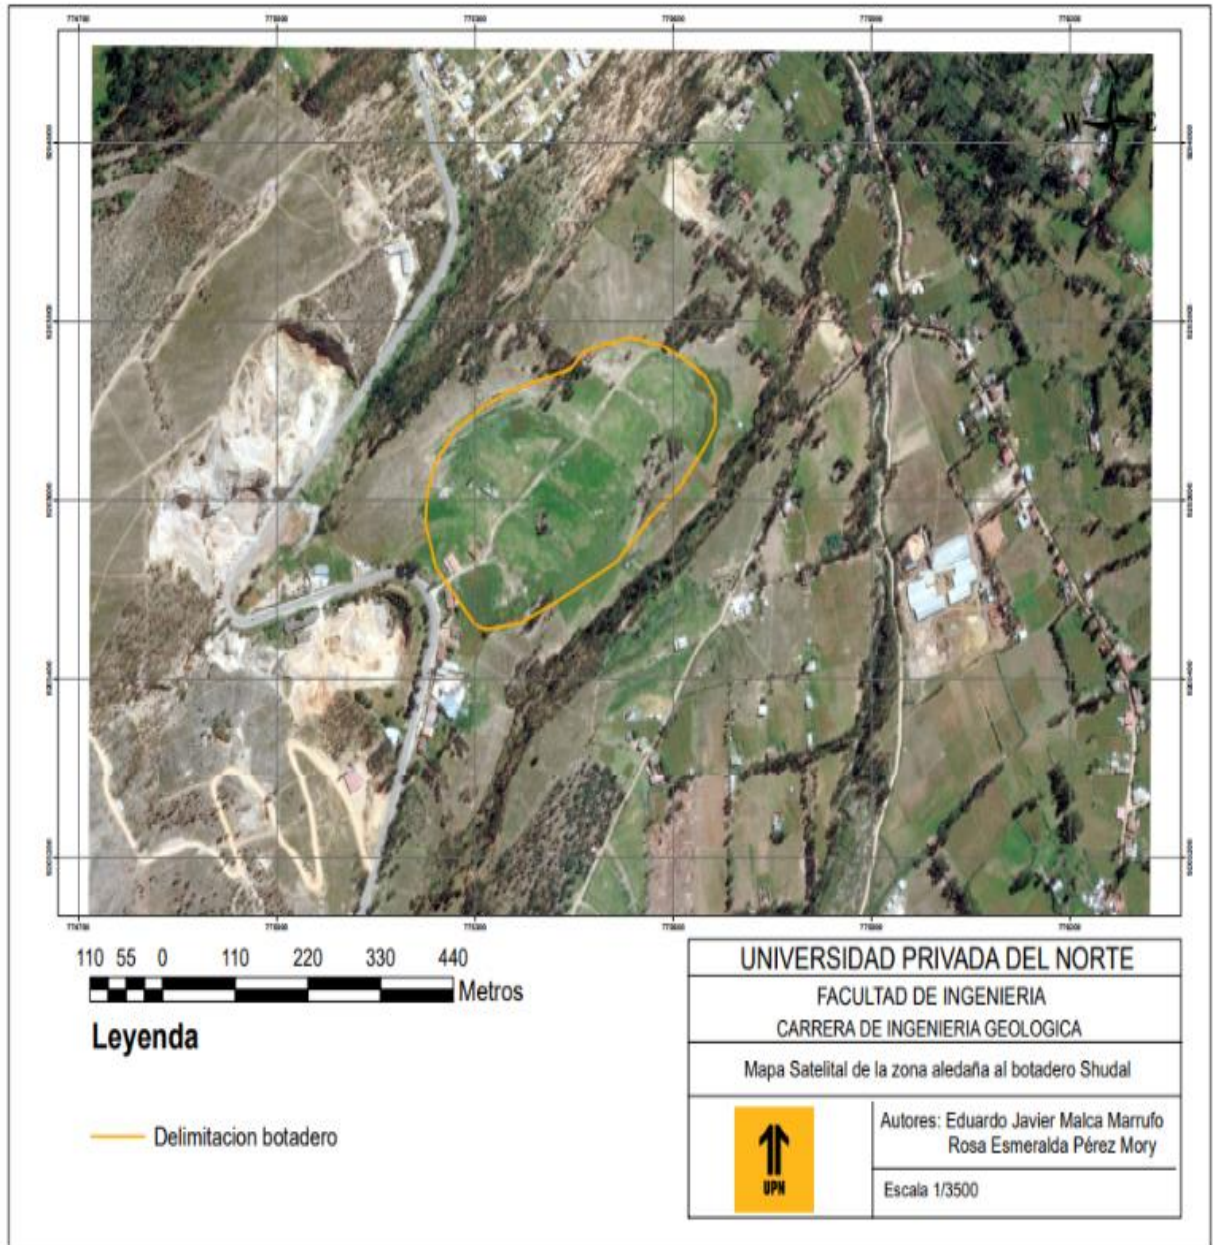 W E
110 55 0 110 220 330 440
Metros
Leyenda
Delimitacion botadero
UNIVERSIDAD PRIVADA DEL NORTE
FACULTAD DE INGENIERIA
CARRERA DE INGENIERIA GEOLOGICA
Mapa Satelital de la zona aledaña al botadero Shudal
UPN
Autores: Eduardo Javier Malca Marrufo
Rosa Esmeralda Pérez Mory
Escala 1/3500